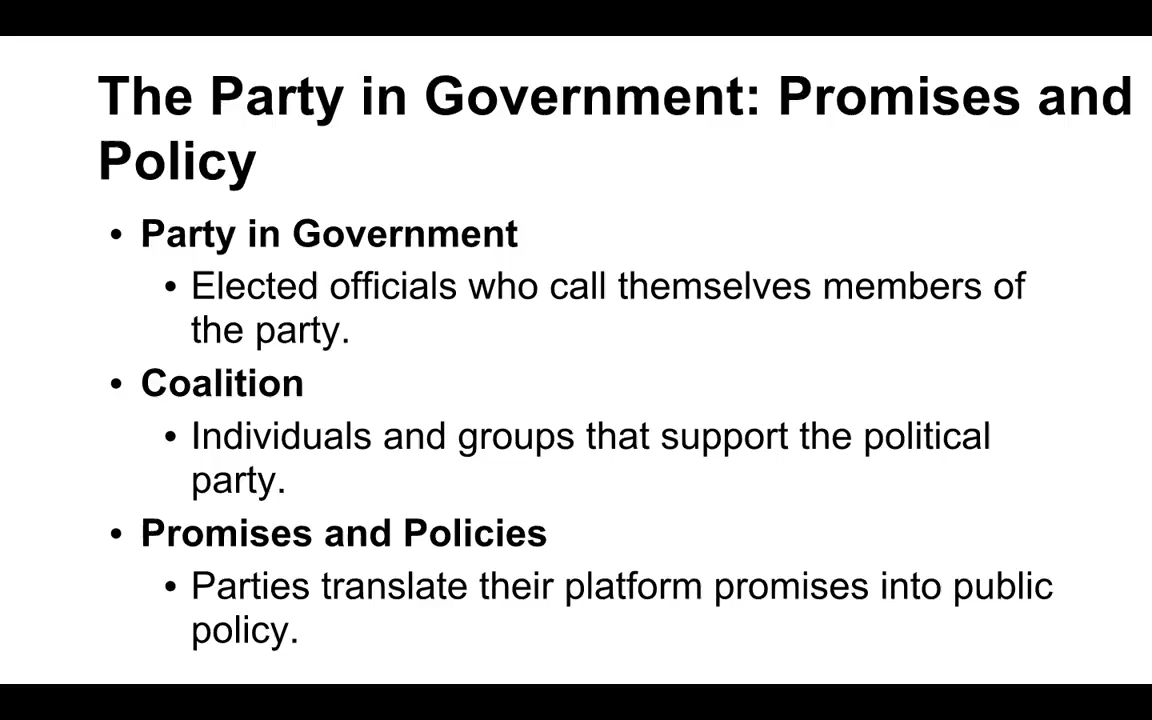 The Party in Government: Promises and
Policy
• Party in Government
• Elected officials who call themselves members of
the party.
• Coalition
• Individuals and groups that support the political
party.
• Promises and Policies
• Parties translate their platform promises into public
policy.